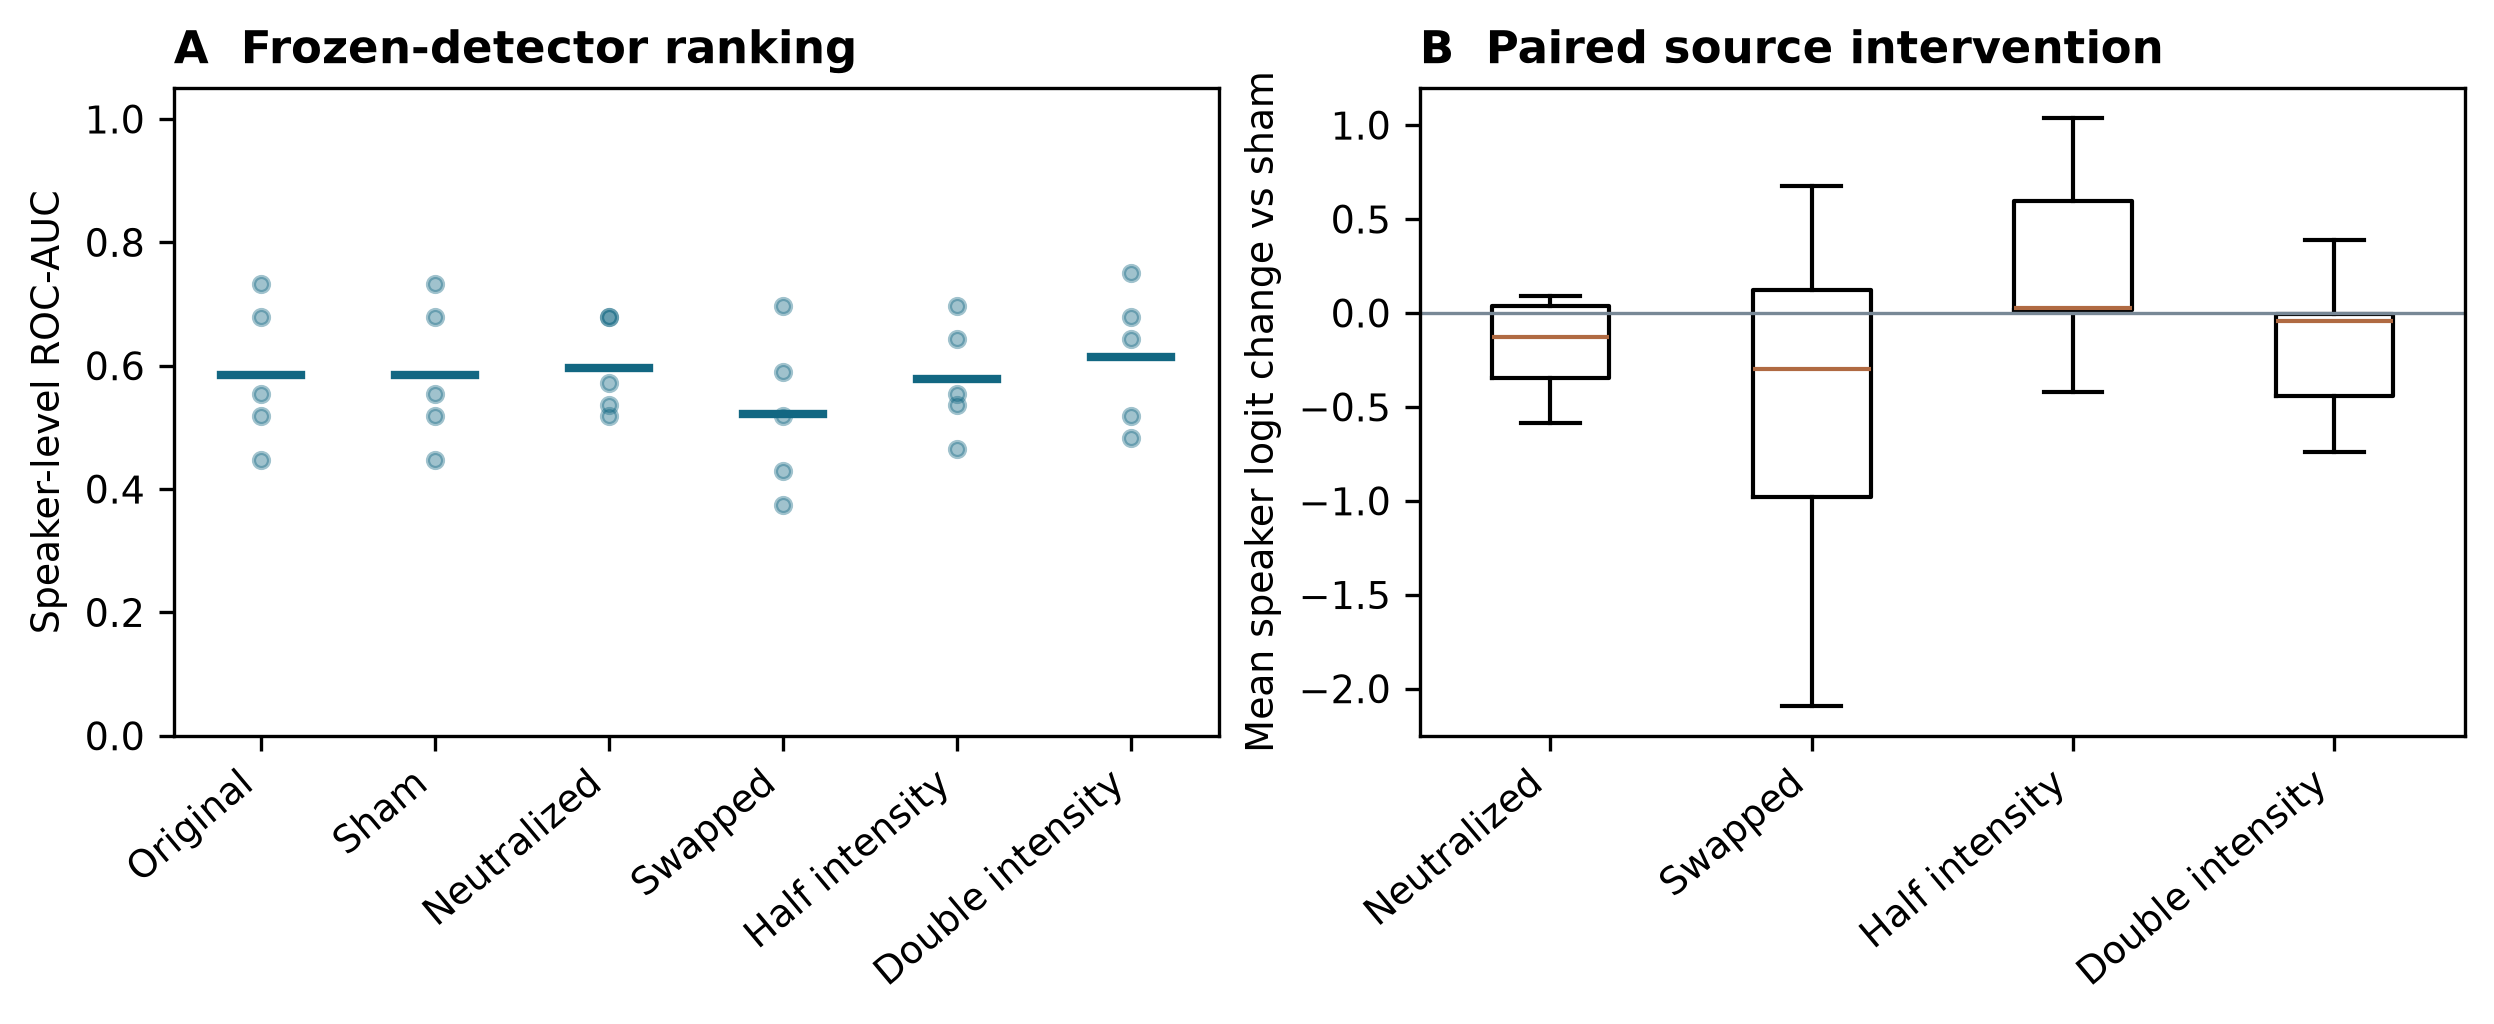 A  Frozen-detector ranking
Speaker-level ROC-AUC
1.0
0.8
0.6
0.4
0.2
0.0
Original
Sham
Neutralized
Swapped
Half intensity
Double intensity
B  Paired source intervention
Mean speaker logit change vs sham
1.0
0.5
0.0
−0.5
−1.0
−1.5
−2.0
Neutralized
Swapped
Half intensity
Double intensity